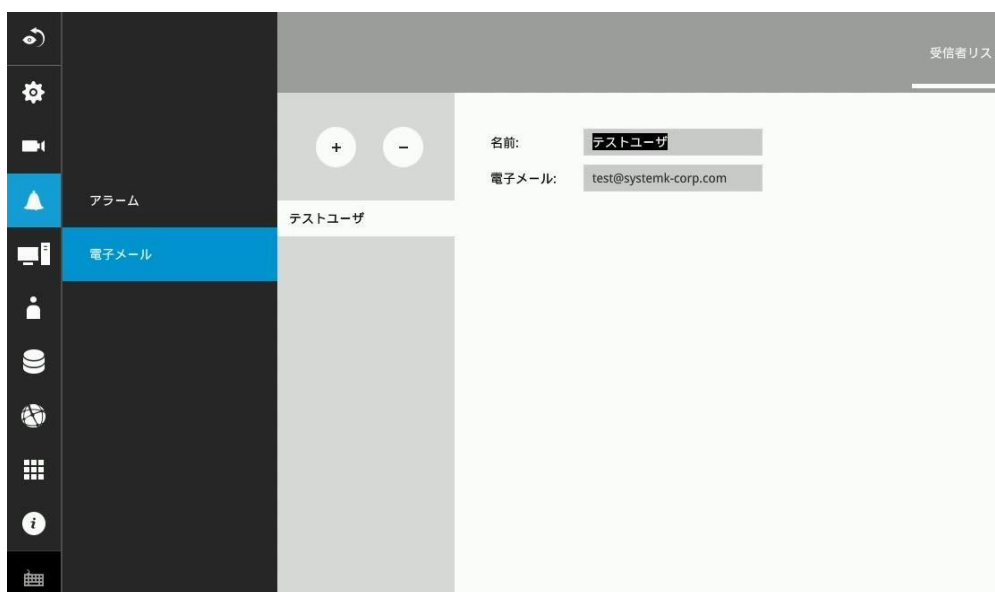 受信者リス
+
-
名前:
テストユーザ
電子メール:
test@systemk-corp.com
アラーム
テストユーザ
電子メール